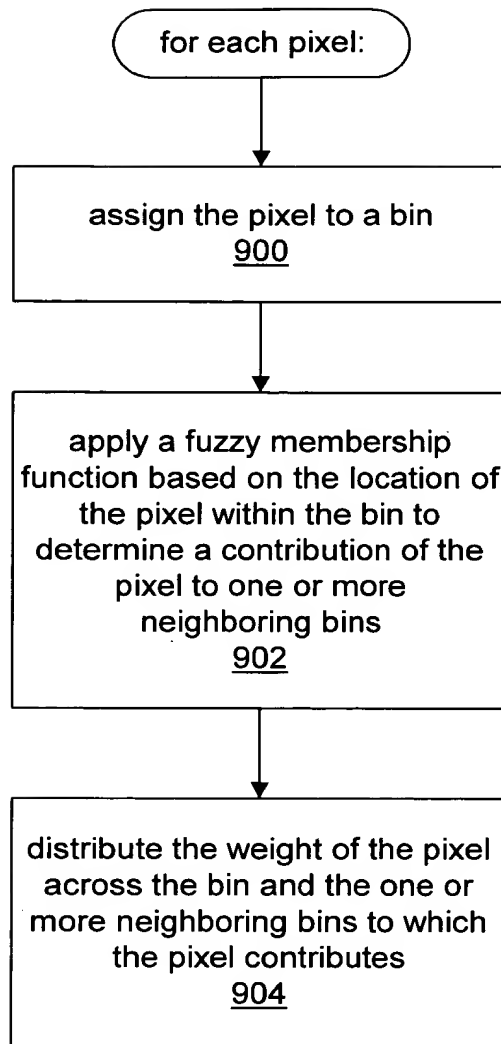 for each pixel:
assign the pixel to a bin
900
apply a fuzzy membership
function based on the location of
the pixel within the bin to
determine a contribution of the
pixel to one or more
neighboring bins
902
distribute the weight of the pixel
across the bin and the one or
more neighboring bins to which
the pixel contributes
904